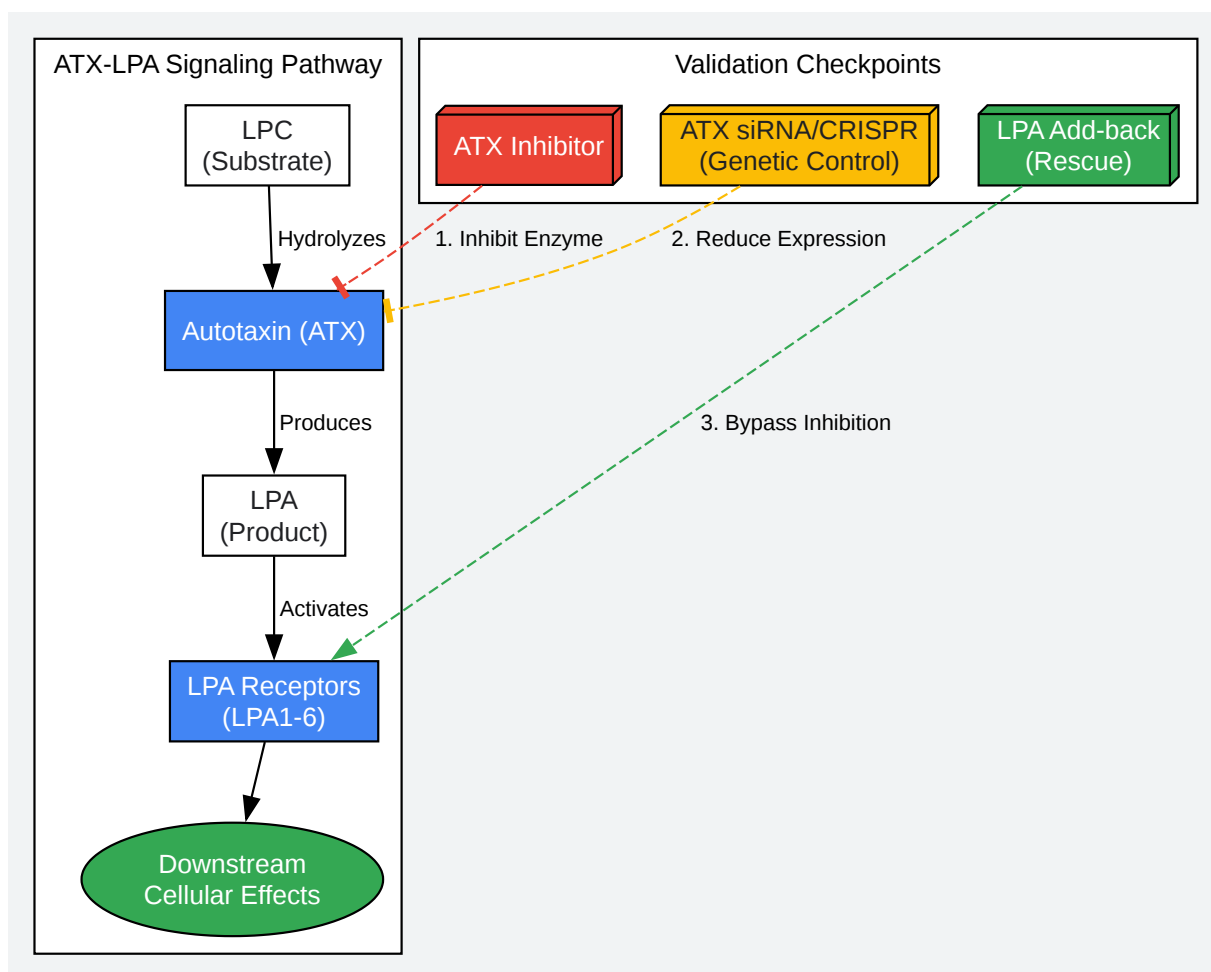 ATX-LPA Signaling Pathway
LPC
(Substrate)
Hydrolyzes
Autotaxin (ATX)
Produces
LPA
(Product)
Activates
LPA Receptors
(LPA1-6)
Downstream
Cellular Effects
Validation Checkpoints
ATX Inhibitor
ATX siRNA/CRISPR
(Genetic Control)
LPA Add-back
(Rescue)
1. Inhibit Enzyme
2. Reduce Expression
3. Bypass Inhibition